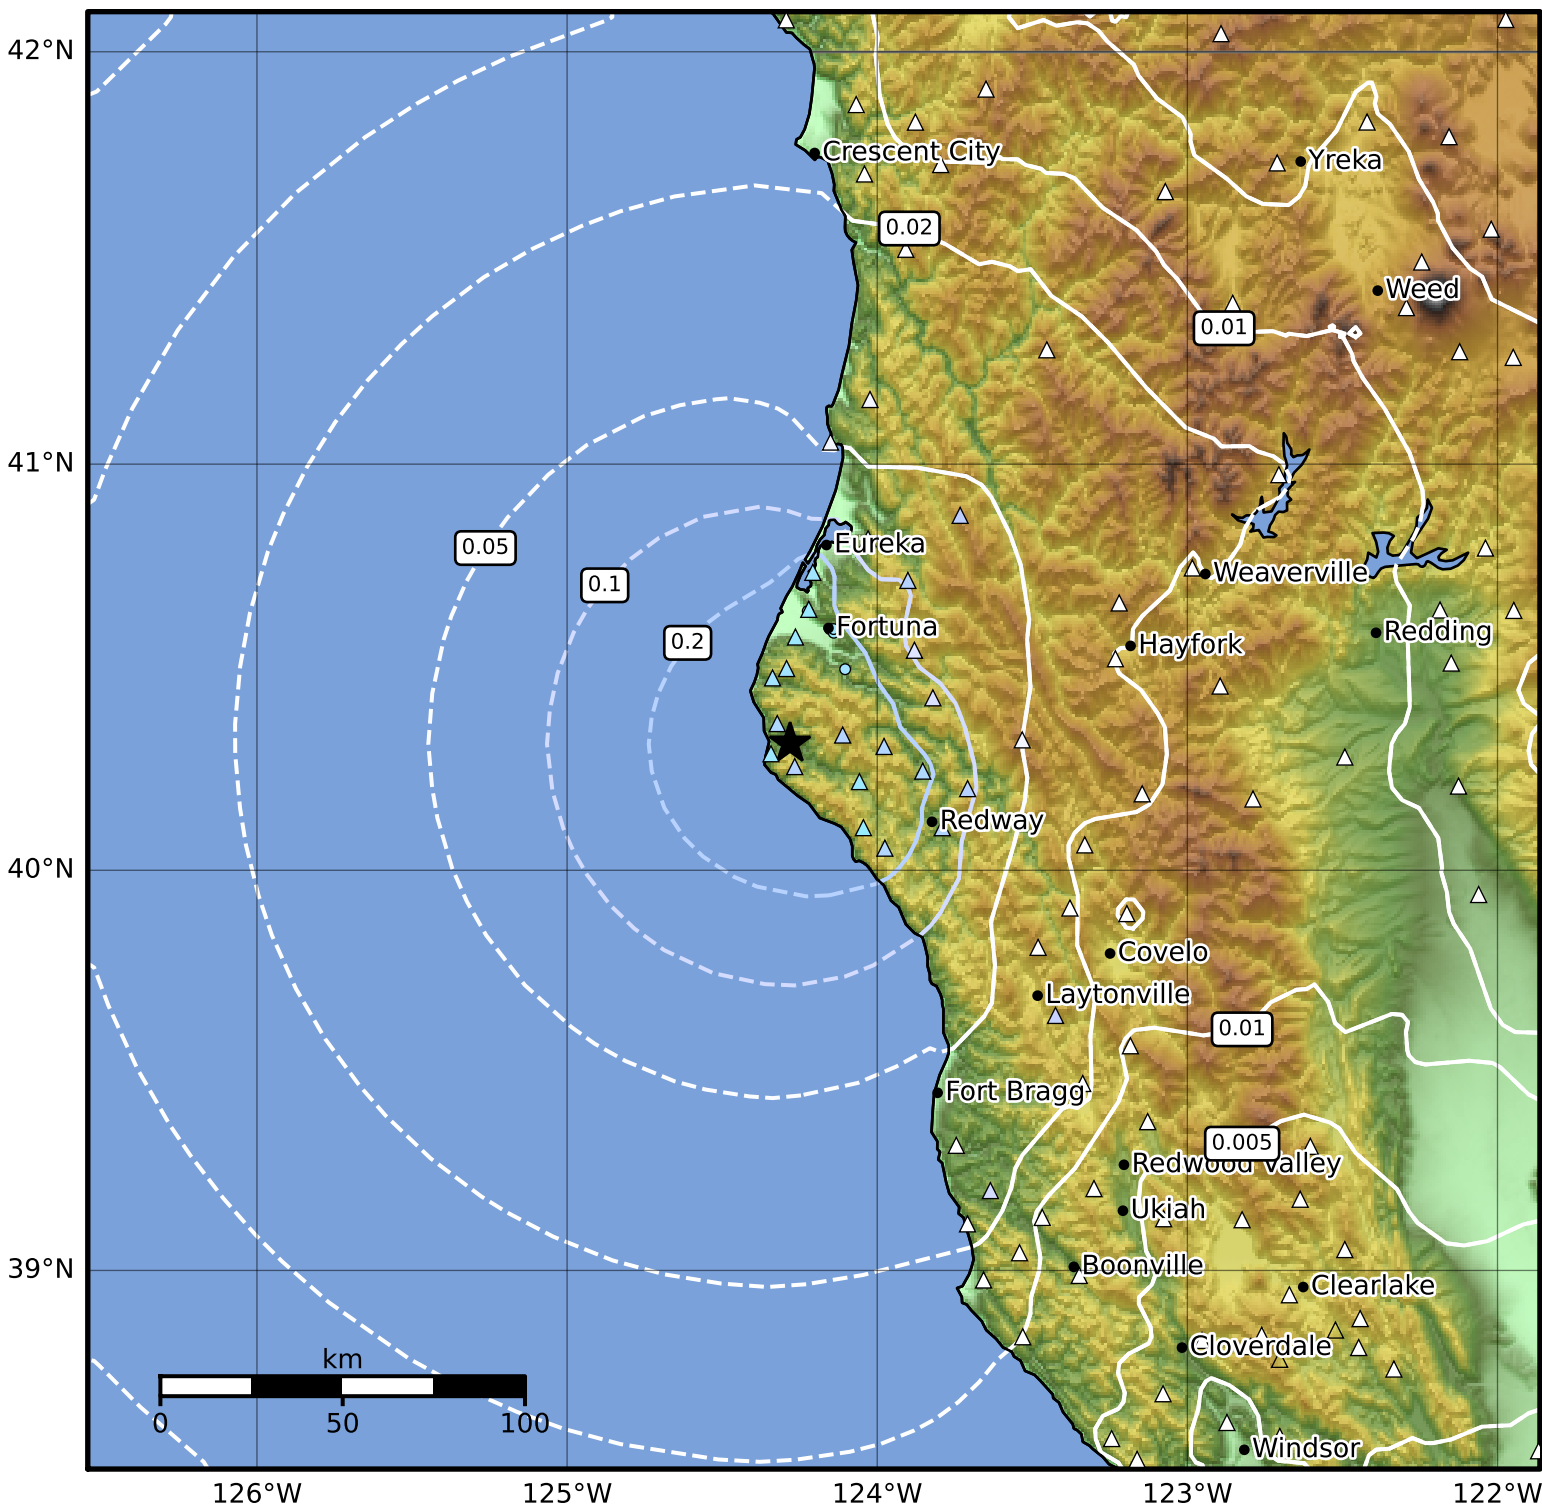 42°N
Crescent City
Yreka
0.02
Weed
0.01
41°N
Eureka
0.05
Weaverville
0.1
Fortuna
Redding
0.2
Hayfork
Redway
40°N
Covelo
Laytonville
0.01
Fort Bragg
0.005
Redwood Valley
Ukiah
39°N
Boonville
Clearlake
Cloverdale
km
0 50 100
Windsor
126°W 125°W 124°W 123°W 122°W